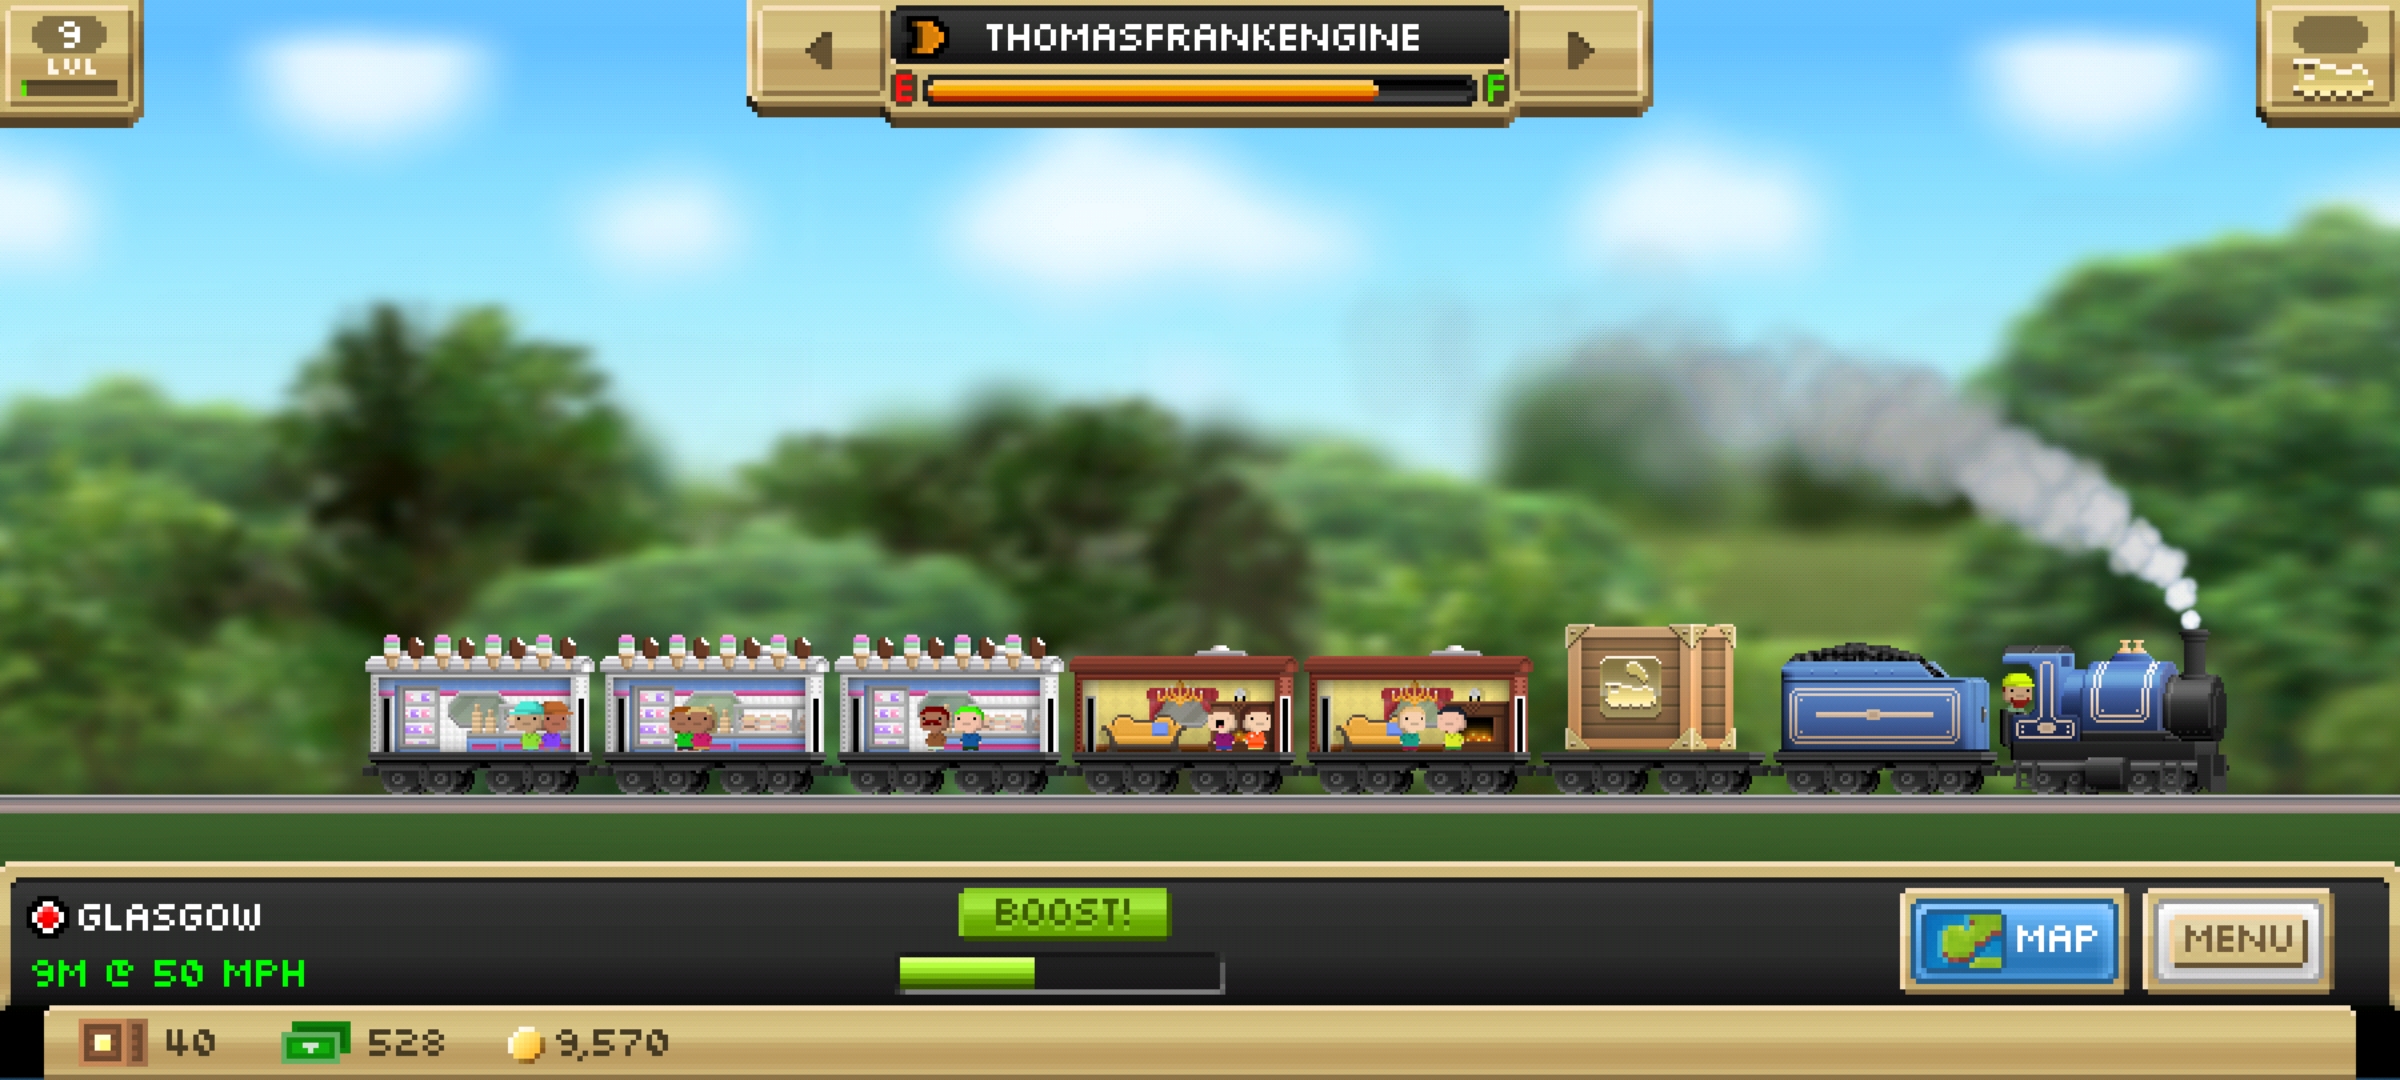 9
LVL
THOMASFRANKENGINE
E F
GLASGOW
BOOST!
9M @ 50 MPH
MAP
MENU
40 528 9,570